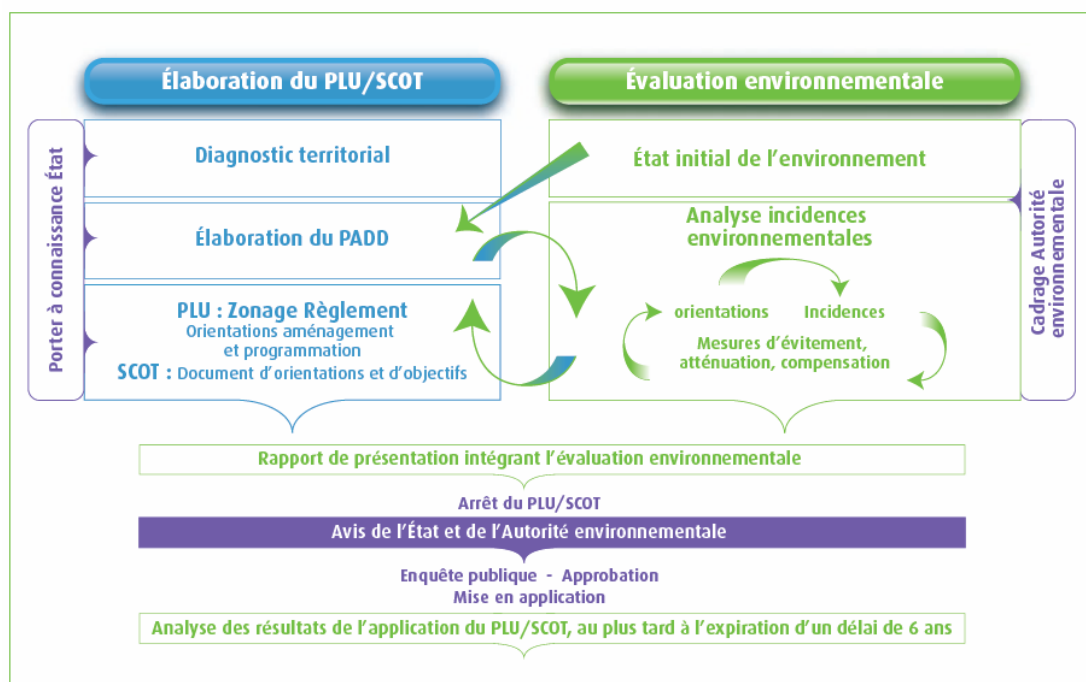 Élaboration du PLU/SCOT
Évaluation environnementale
Porter à connaissance État
Diagnostic territorial
Élaboration du PADD
PLU : Zonage Règlement
Orientations aménagement
et programmation
SCOT : Document d'orientations et d'objectifs
État initial de l'environnement
Analyse incidences
environnementales
orientations
Incidences
Mesures d'évitement,
atténuation, compensation
Cadrage Autorité
environnementale
Rapport de présentation intégrant l'évaluation environnementale
Arrêt du PLU/SCOT
Avis de l'État et de l'Autorité environnementale
Enquête publique - Approbation
Mise en application
Analyse des résultats de l'application du PLU/SCOT, au plus tard à l'expiration d'un délai de 6 ans